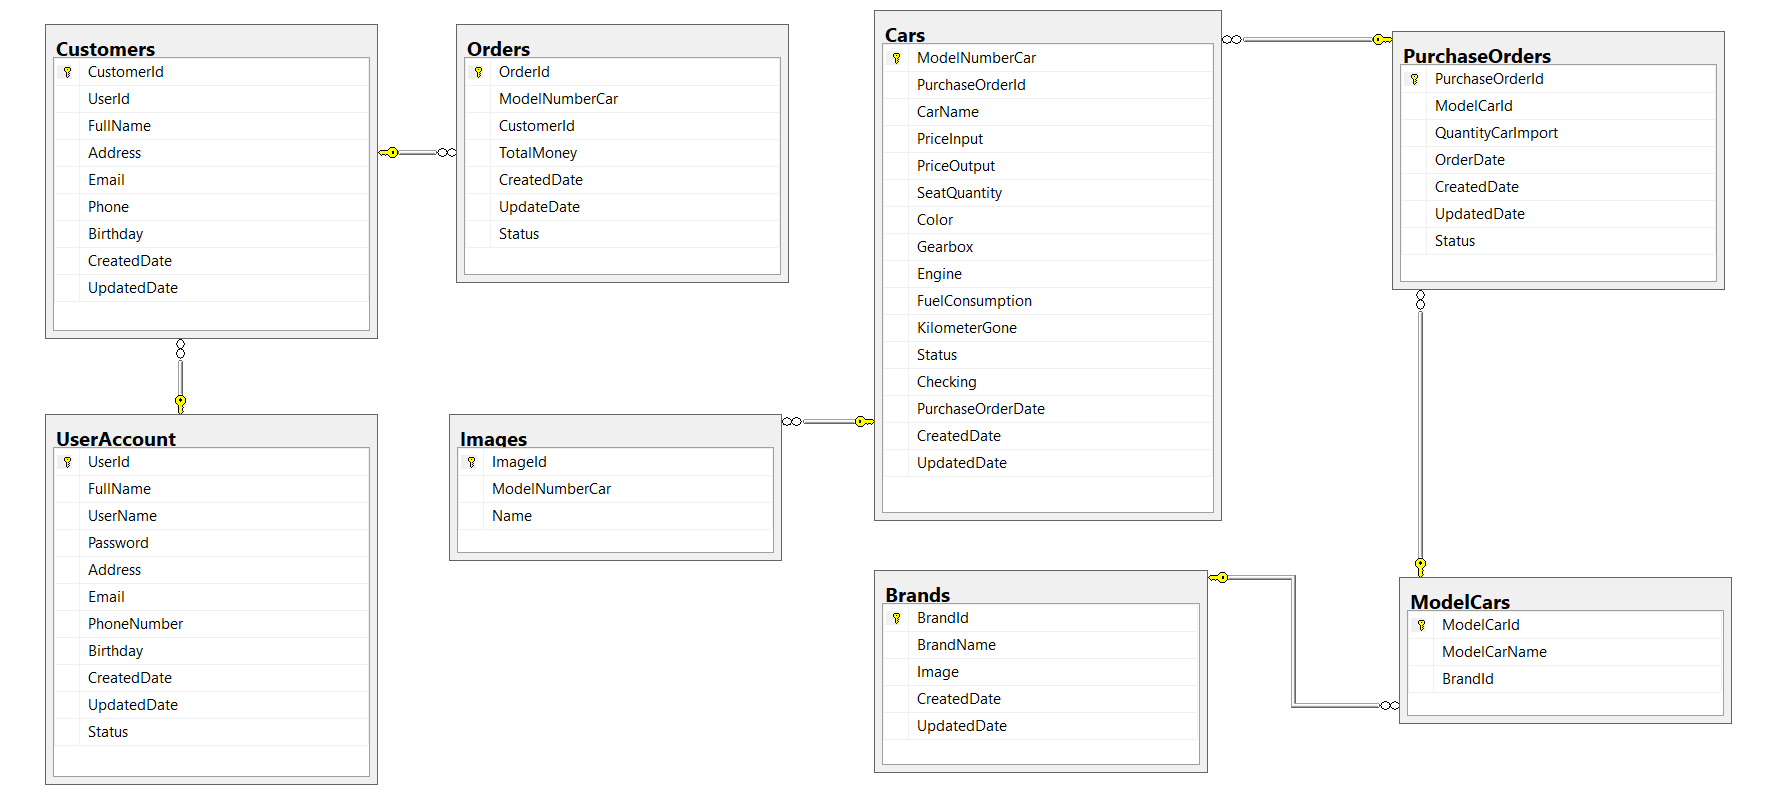 Customers
CustomerId
UserId
FullName
Address
Email
Phone
Birthday
CreatedDate
UpdatedDate
Orders
OrderId
ModelNumberCar
CustomerId
TotalMoney
CreatedDate
UpdateDate
Status
Cars
ModelNumberCar
PurchaseOrderId
CarName
PriceInput
PriceOutput
SeatQuantity
Color
Gearbox
Engine
FuelConsumption
KilometerGone
Status
Checking
PurchaseOrderDate
CreatedDate
UpdatedDate
PurchaseOrders
PurchaseOrderId
ModelCarId
QuantityCarImport
OrderDate
CreatedDate
UpdatedDate
Status
UserAccount
UserId
FullName
UserName
Password
Address
Email
PhoneNumber
Birthday
CreatedDate
UpdatedDate
Status
Images
ImageId
ModelNumberCar
Name
Brands
BrandId
BrandName
Image
CreatedDate
UpdatedDate
ModelCars
ModelCarId
ModelCarName
BrandId